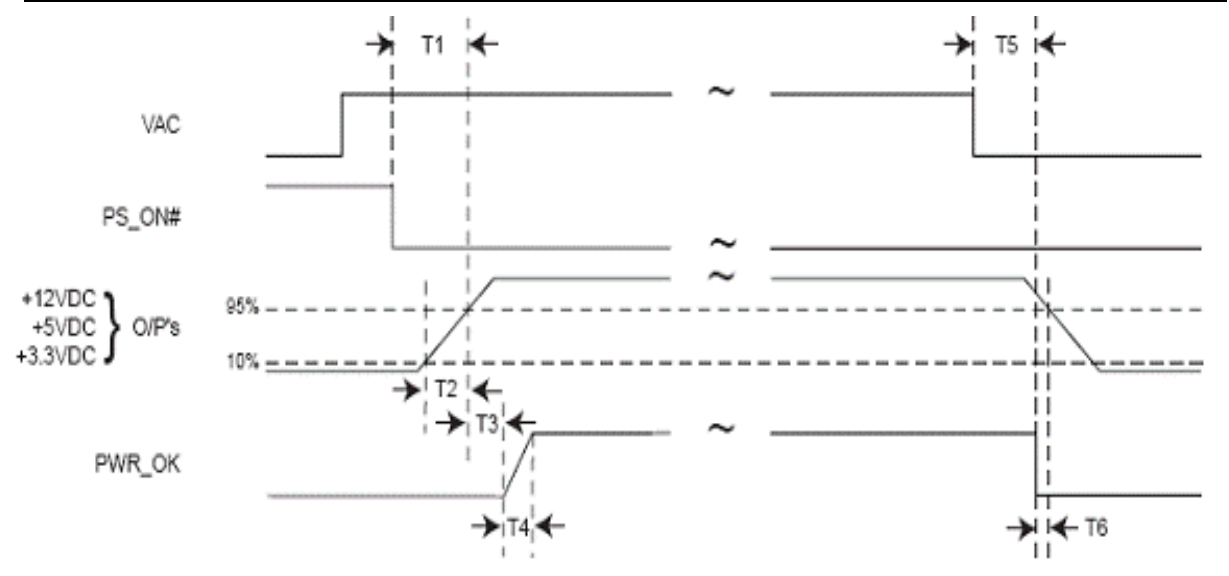 T1
T5
VAC
~
PS_ON#
~
+12VDC
+5VDC
+3.3VDC
} O/P's
~
95%
10%
T2
T3
PWR_OK
~
T4
T6